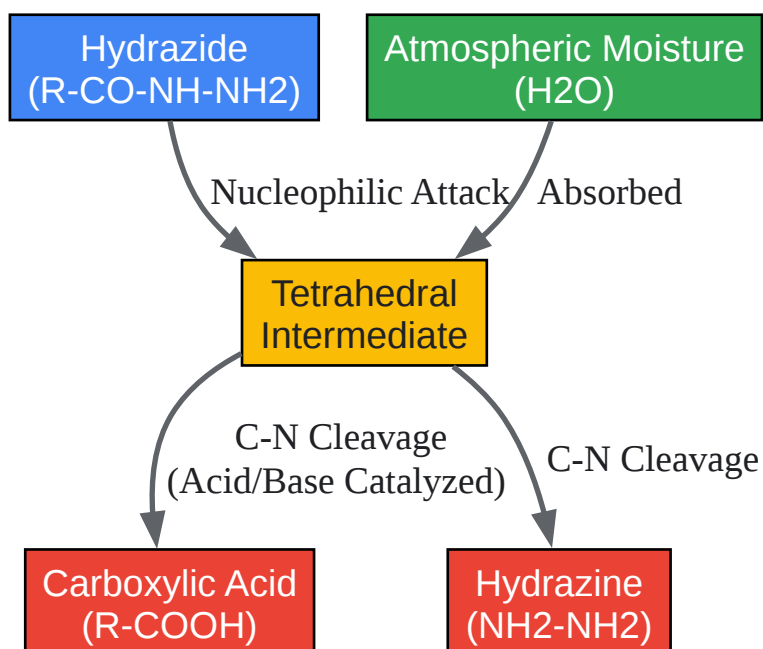 Hydrazide
(R-CO-NH-NH2)
Atmospheric Moisture
(H2O)
Nucleophilic Attack
Absorbed
Tetrahedral
Intermediate
C-N Cleavage
(Acid/Base Catalyzed)
C-N Cleavage
Carboxylic Acid
(R-COOH)
Hydrazine
(NH2-NH2)